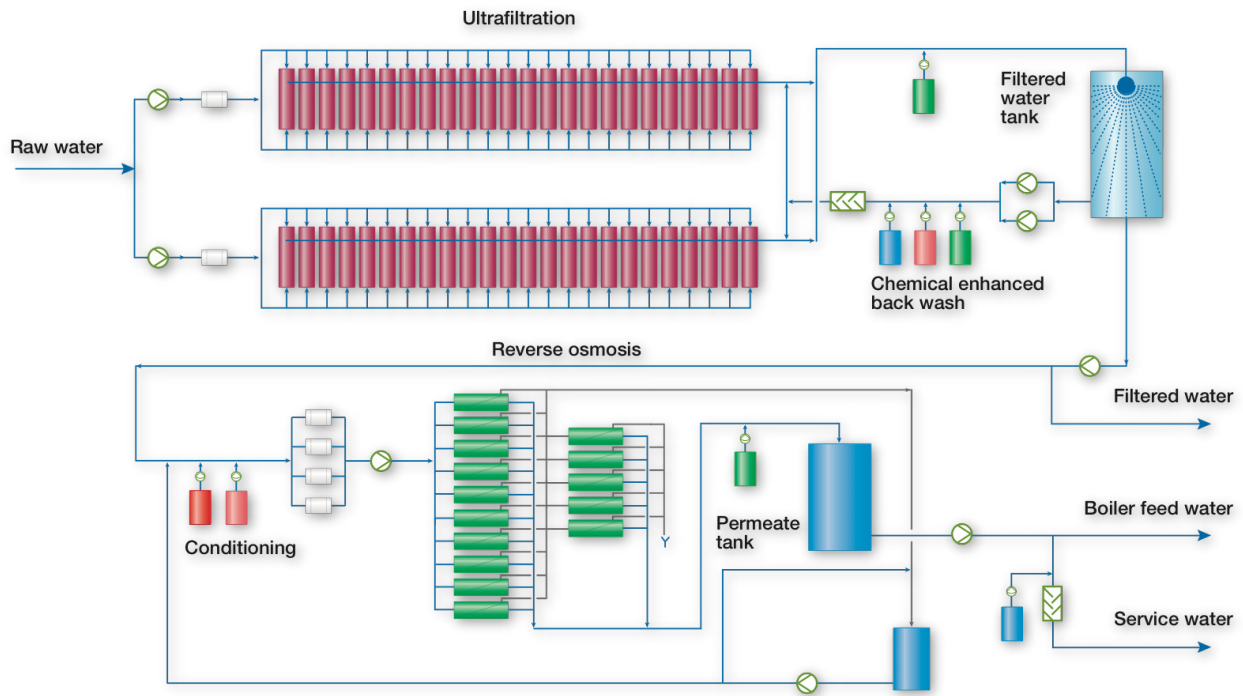 Ultrafiltration
Raw water
Filtered
water
tank
Chemical enhanced
back wash
Reverse osmosis
Filtered water
Conditioning
Permeate
tank
Boiler feed water
Service water